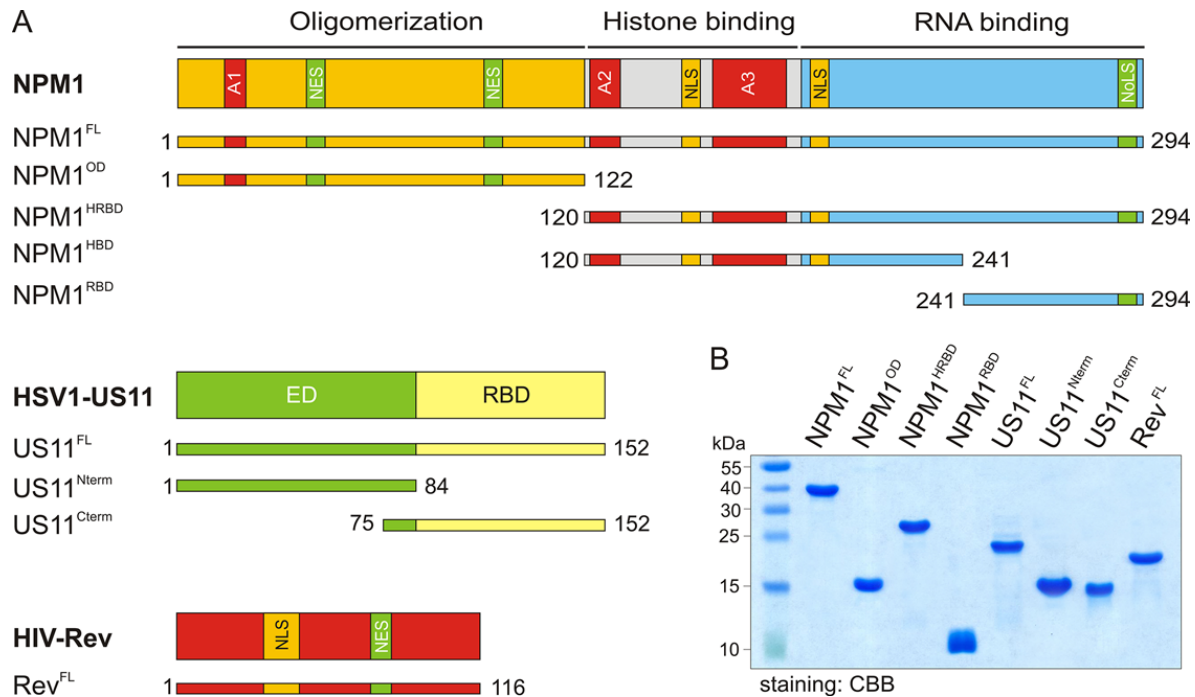 A
Oligomerization Histone binding RNA binding
NPM1 A1 NES NES A2 NLS A3 NLS NoLS
NPM1FL 1 294
NPM1OD 1 122
NPM1HRBD 120 294
NPM1HBD 120 241
NPM1RBD 241 294
HSV1-US11 ED RBD
US11FL 1 152
US11Nterm 1 84
US11Cterm 75 152
HIV-Rev NLS NES
RevFL 1 116
B
kDa NPM1FL NPM1OD NPM1HRBD NPM1RBD US11FL US11Nterm US11Cterm RevFL
55
40
30
25
15
10
staining: CBB